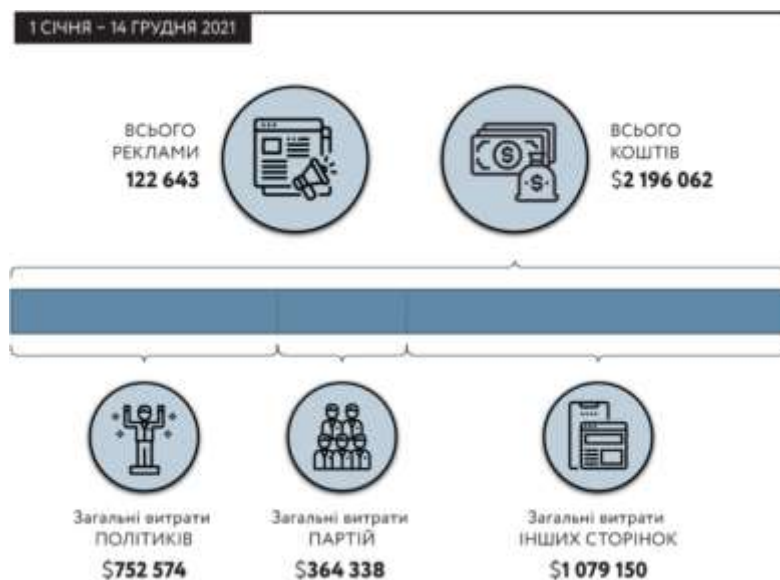 1 СІЧНЯ – 14 ГРУДНЯ 2021
ВСЬОГО
РЕКЛАМИ
122 643
ВСЬОГО
КОШТІВ
$2 196 062
Загальні витрати
ПОЛІТИКІВ
$752 574
Загальні витрати
ПАРТІЙ
$364 338
Загальні витрати
ІНШИХ СТОРІНОК
$1 079 150